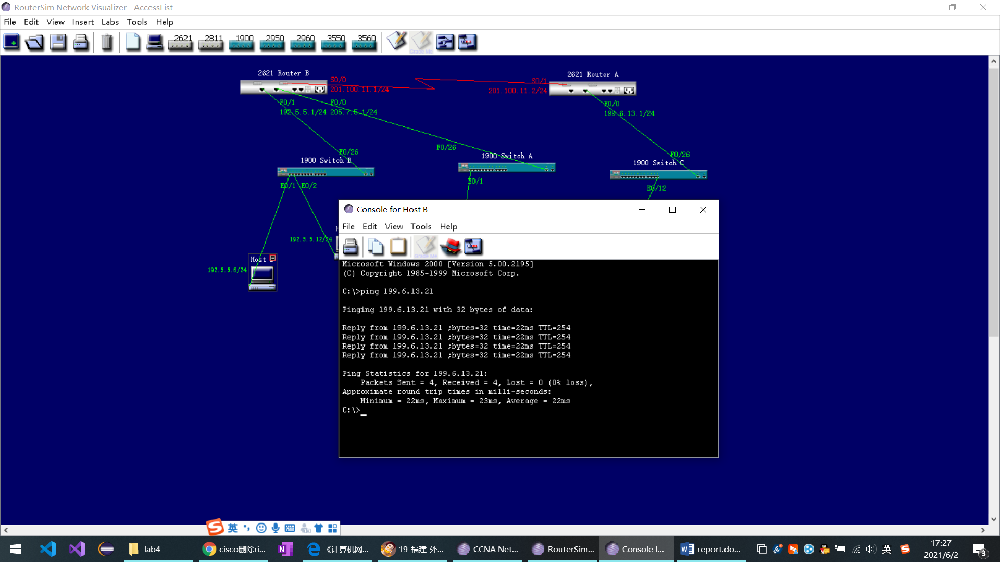 RouterSim Network Visualizer - AccessList
File Edit View Insert Labs Tools Help
2621 2811 1900 2950 2960 3550 3560
Grade Me
2621 Router B
2621 Router A
S0/0
201.100.11.1/24
S0/1
201.100.11.2/24
F0/1
F0/0
192.5.5.1/24 205.7.5.1/24
F0/0
199.6.13.1/24
F0/26
1900 Switch B
F0/26
1900 Switch A
F0/26
1900 Switch C
E0/1 E0/2
E0/1
E0/12
192.5.5.12/24
Host
192.5.5.6/24
Console for Host B
File Edit View Tools Help
Grade Me
Microsoft Windows 2000 [Version 5.00.2195]
(C) Copyright 1985-1999 Microsoft Corp.
C:\>ping 199.6.13.21
Pinging 199.6.13.21 with 32 bytes of data:
Reply from 199.6.13.21 ;bytes=32 time=22ms TTL=254
Reply from 199.6.13.21 ;bytes=32 time=22ms TTL=254
Reply from 199.6.13.21 ;bytes=32 time=22ms TTL=254
Reply from 199.6.13.21 ;bytes=32 time=22ms TTL=254
Ping Statistics for 199.6.13.21:
Packets Sent = 4, Received = 4, Lost = 0 (0% loss),
Approximate round trip times in milli-seconds:
Minimum = 22ms, Maximum = 23ms, Average = 22ms
C:\>
英
lab4
cisco删除ri...
《计算机网...
19-福建-外...
CCNA Net...
RouterSim...
Console f...
report.do...
英
17:27
2021/6/2
3